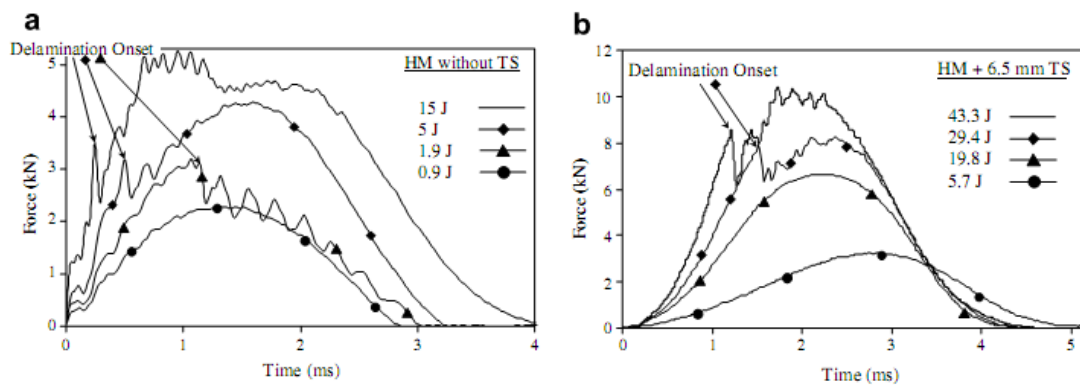 a
Delamination Onset
HM without TS
15 J
5 J
1.9 J
0.9 J
Force (kN)
5
4
3
2
1
0
0 1 2 3 4
Time (ms)
b
Delamination Onset
HM + 6.5 mm TS
43.3 J
29.4 J
19.8 J
5.7 J
Force (kN)
12
10
8
6
4
2
0
0 1 2 3 4 5
Time (ms)